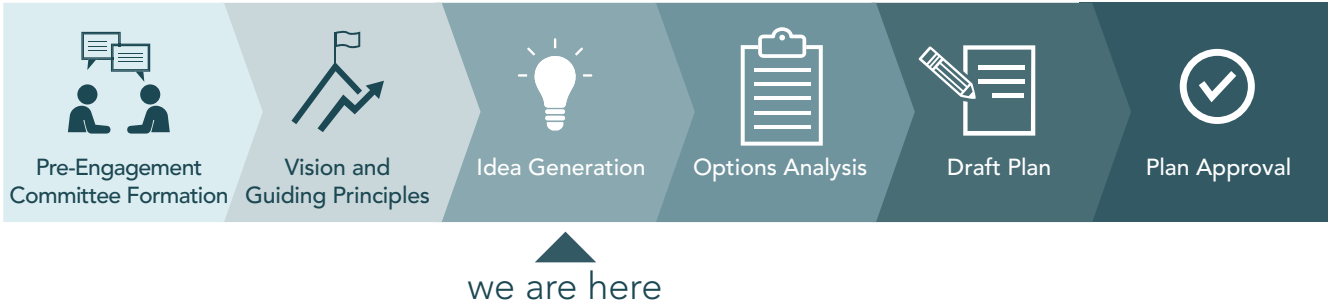 Pre-Engagement
Committee Formation
Vision and
Guiding Principles
Idea Generation
Options Analysis
Draft Plan
Plan Approval
we are here